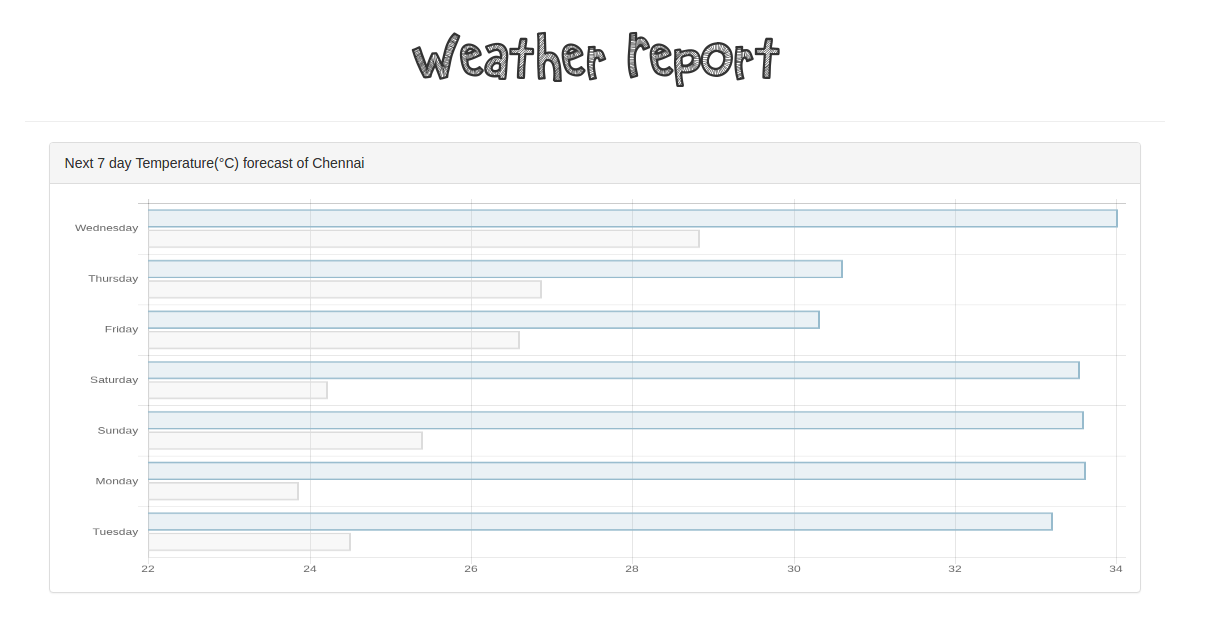 Weather report
Next 7 day Temperature(°C) forecast of Chennai
Wednesday
Thursday
Friday
Saturday
Sunday
Monday
Tuesday
22 24 26 28 30 32 34